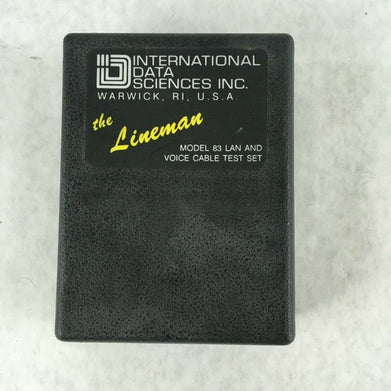 INTERNATIONAL
DATA
SCIENCES INC.
WARWICK, RI, U.S.A.
the
Lineman
MODEL 83 LAN AND
VOICE CABLE TEST SET